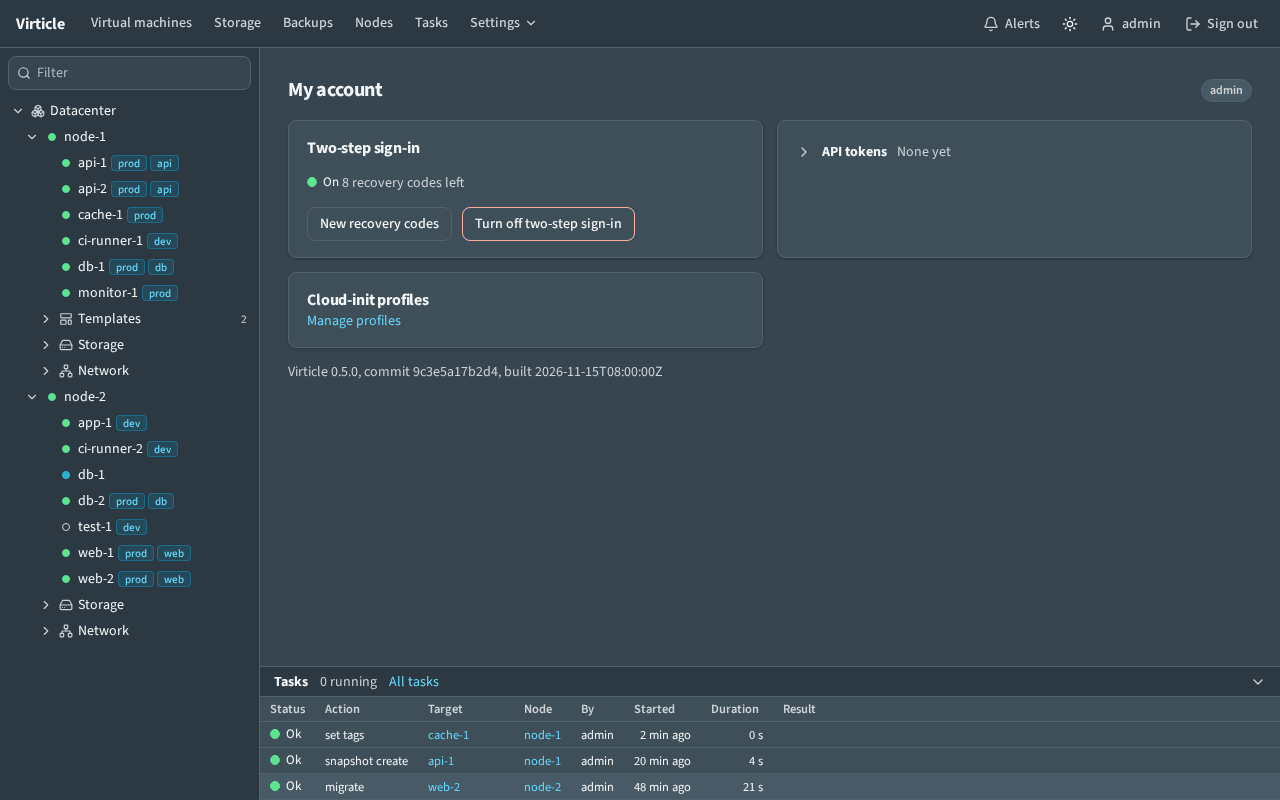 Virticle Virtual machines Storage Backups Nodes Tasks Settings Alerts admin Sign out
Filter
Datacenter
node-1
api-1 prod api
api-2 prod api
cache-1 prod
ci-runner-1 dev
db-1 prod db
monitor-1 prod
Templates 2
Storage
Network
node-2
app-1 dev
ci-runner-2 dev
db-1
db-2 prod db
test-1 dev
web-1 prod web
web-2 prod web
Storage
Network
My account admin
Two-step sign-in
On 8 recovery codes left
New recovery codes Turn off two-step sign-in
API tokens None yet
Cloud-init profiles
Manage profiles
Virticle 0.5.0, commit 9c3e5a17b2d4, built 2026-11-15T08:00:00Z
Tasks 0 running All tasks
Status Action Target Node By Started Duration Result
Ok set tags cache-1 node-1 admin 2 min ago 0 s
Ok snapshot create api-1 node-1 admin 20 min ago 4 s
Ok migrate web-2 node-2 admin 48 min ago 21 s